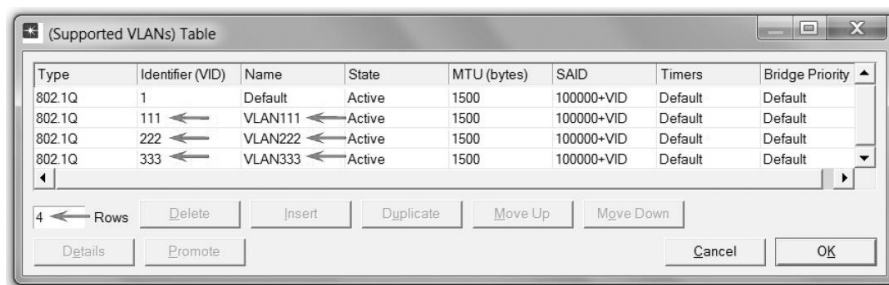 (Supported VLANs) Table
Type Identifier (VID) Name State MTU (bytes) SAID Timers Bridge Priority
802.1Q 1 Default Active 1500 100000+VID Default Default
802.1Q 111 VLAN111 Active 1500 100000+VID Default Default
802.1Q 222 VLAN222 Active 1500 100000+VID Default Default
802.1Q 333 VLAN333 Active 1500 100000+VID Default Default
4 Rows Delete Insert Duplicate Move Up Move Down
Details Promote Cancel OK